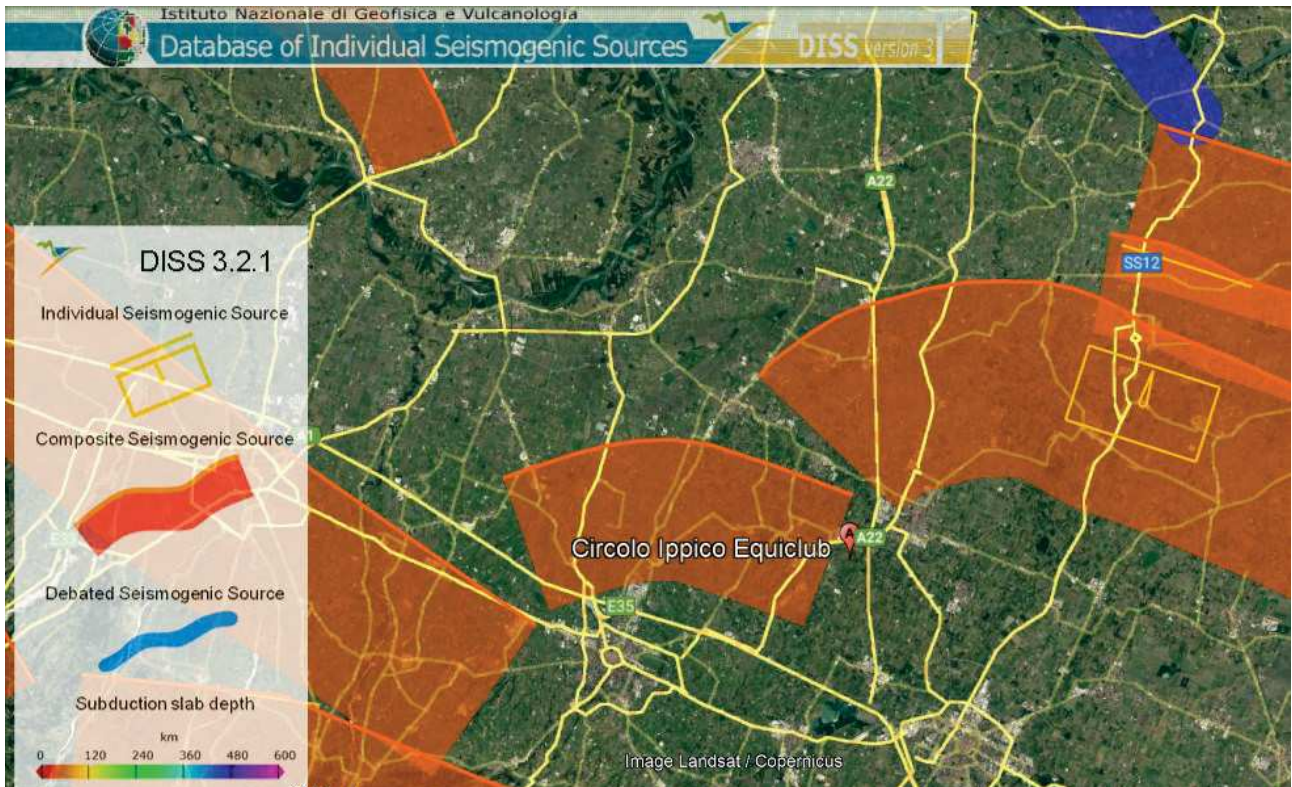 Istituto Nazionale di Geofisica e Vulcanologia
Database of Individual Seismogenic Sources
DISS version 3
A22
SS12
DISS 3.2.1
Individual Seismogenic Source
Composite Seismogenic Source
Debated Seismogenic Source
Subduction slab depth
km
0 120 240 360 480 600
Circolo Ippico Equiclub
A
A22
E35
Image Landsat / Copernicus